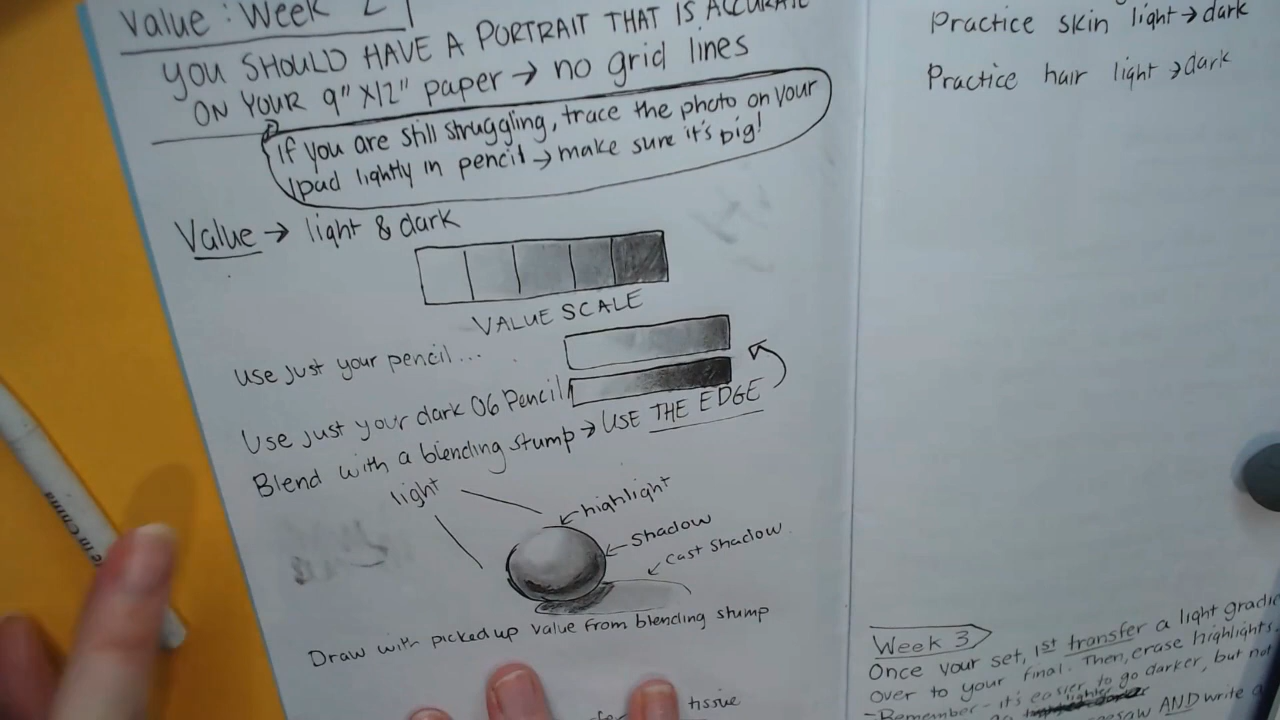 Value: Week 2
YOU SHOULD HAVE A PORTRAIT THAT IS ACCURATE
ON YOUR 9" X12" paper → no grid lines
If you are still struggling, trace the photo on your
ipad lightly in pencil → make sure it's big!
Value → light & dark
VALUE SCALE
Use just your pencil...
Use just your dark 06 Pencil
Blend with a blending stump → USE THE EDGE
light
highlight
shadow
cast shadow
Draw with picked up value from blending stump
tissue
Practice skin light → dark
Practice hair light → dark
Week 3
Once your set, 1st transfer a light
over to your final. Then, erase highlights.
-Remember - it's easier to go darker, but not
lighter
AND write a
made in China